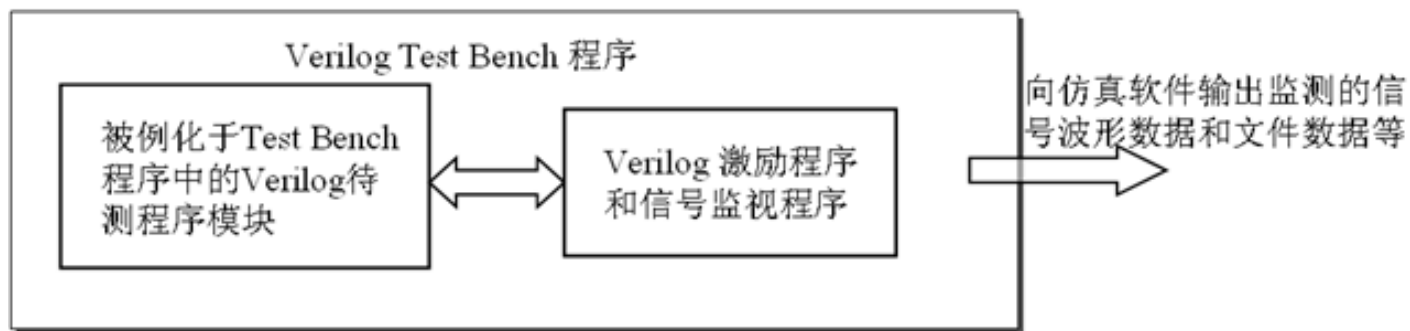 Verilog Test Bench 程序
被例化于Test Bench
程序中的Verilog待
测程序模块
Verilog 激励程序
和信号监视程序
向仿真软件输出监测的信
号波形数据和文件数据等